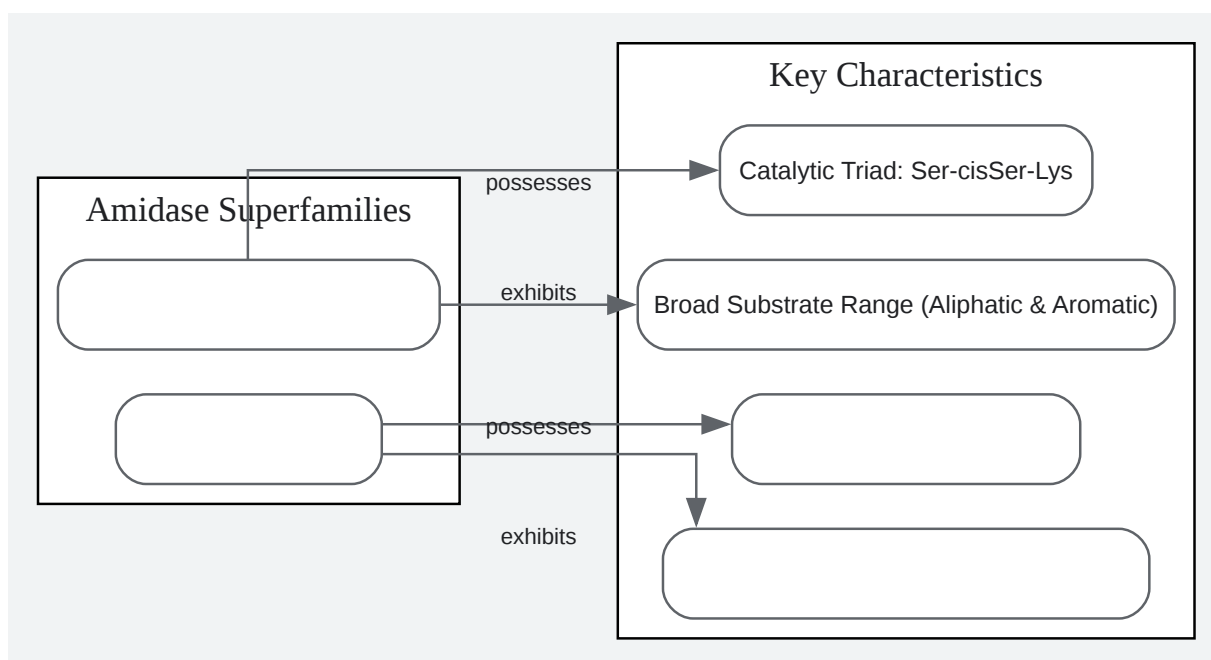 Key Characteristics
Catalytic Triad: Ser-cisSer-Lys
possesses
Amidase Superfamilies
exhibits
Broad Substrate Range (Aliphatic & Aromatic)
possesses
exhibits